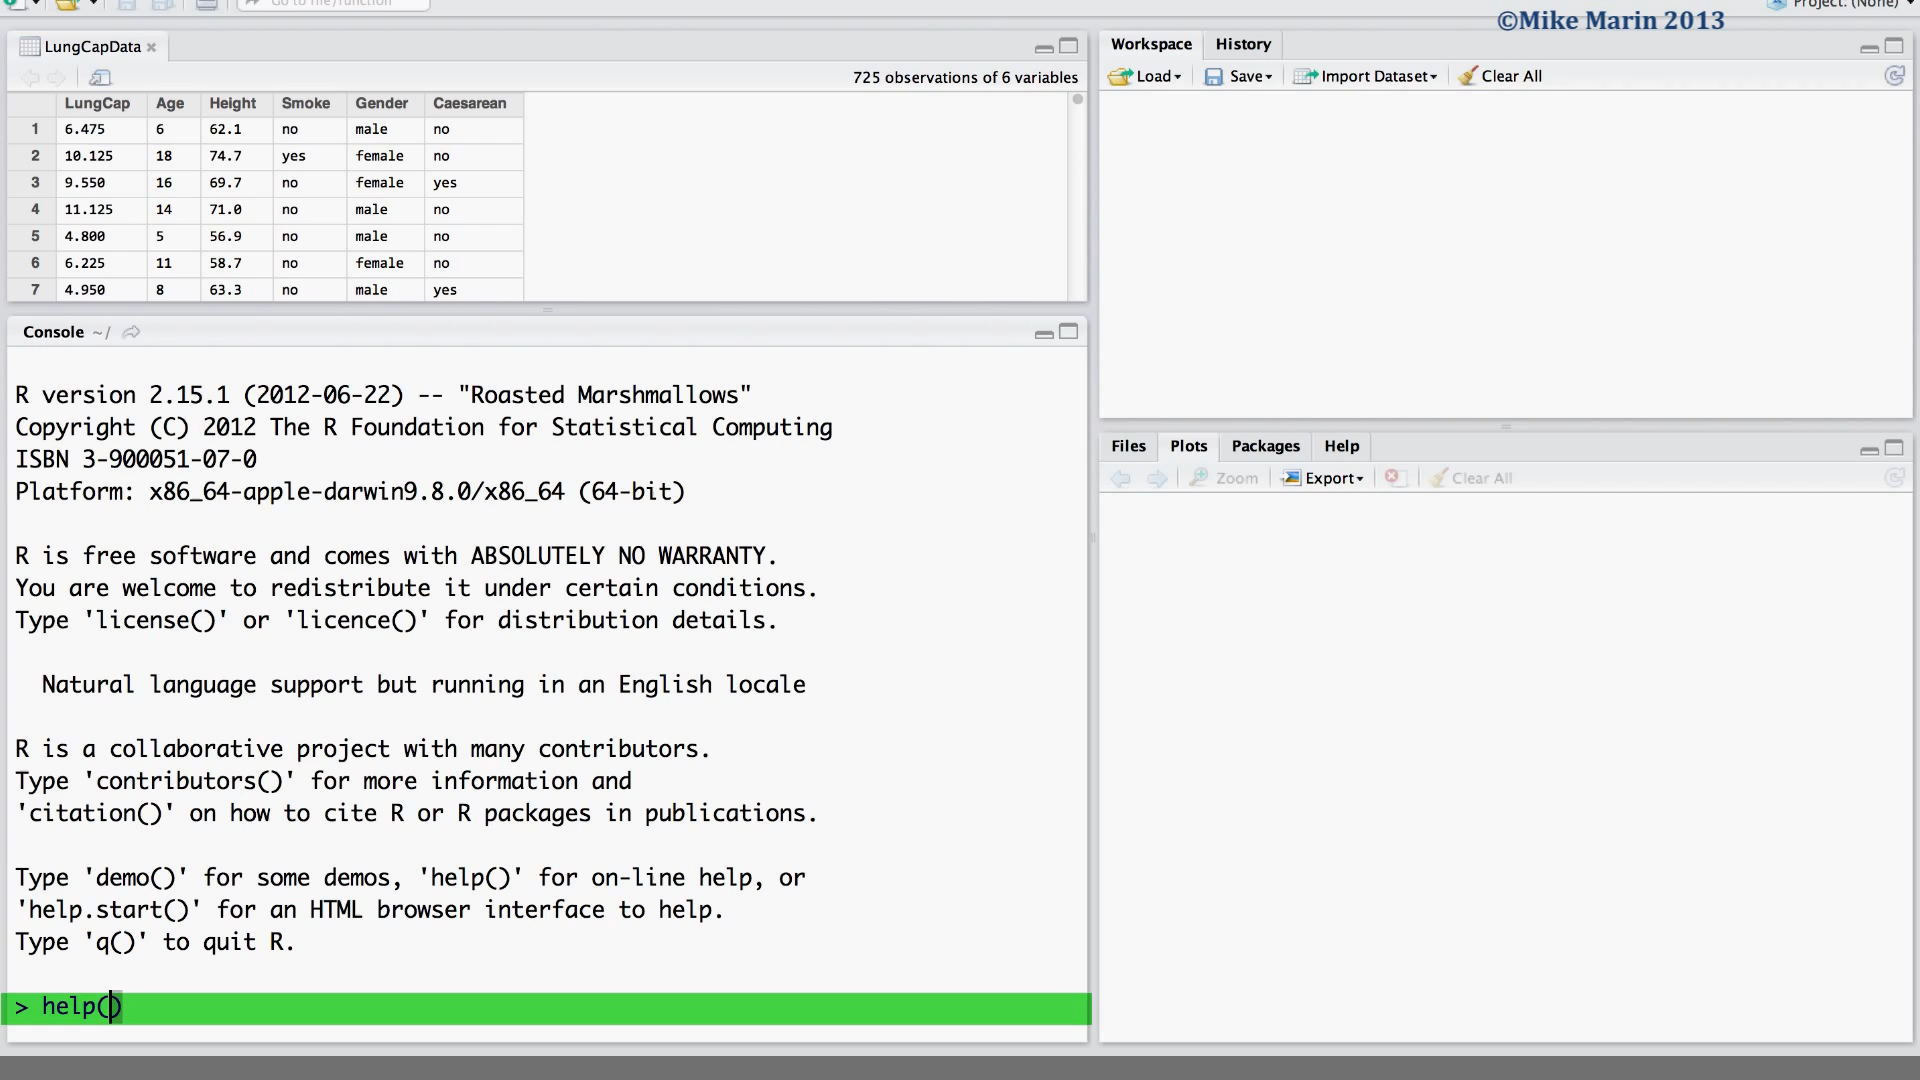 Go to file/function
Project: (None)
©Mike Marin 2013
LungCapData
725 observations of 6 variables
LungCap Age Height Smoke Gender Caesarean
1 6.475 6 62.1 no male no
2 10.125 18 74.7 yes female no
3 9.550 16 69.7 no female yes
4 11.125 14 71.0 no male no
5 4.800 5 56.9 no male no
6 6.225 11 58.7 no female no
7 4.950 8 63.3 no male yes
Console ~/
R version 2.15.1 (2012-06-22) -- "Roasted Marshmallows"
Copyright (C) 2012 The R Foundation for Statistical Computing
ISBN 3-900051-07-0
Platform: x86_64-apple-darwin9.8.0/x86_64 (64-bit)
R is free software and comes with ABSOLUTELY NO WARRANTY.
You are welcome to redistribute it under certain conditions.
Type 'license()' or 'licence()' for distribution details.
Natural language support but running in an English locale
R is a collaborative project with many contributors.
Type 'contributors()' for more information and
'citation()' on how to cite R or R packages in publications.
Type 'demo()' for some demos, 'help()' for on-line help, or
'help.start()' for an HTML browser interface to help.
Type 'q()' to quit R.
> help()
Workspace History
Load Save Import Dataset Clear All
Files Plots Packages Help
Zoom Export Clear All